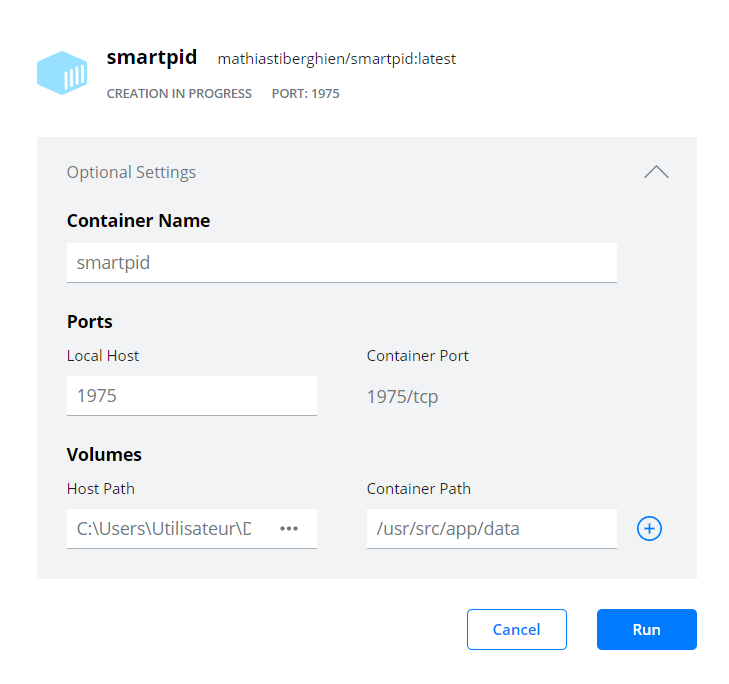 smartpid mathiastiberghien/smartpid:latest
CREATION IN PROGRESS PORT: 1975
Optional Settings
Container Name
smartpid
Ports
Local Host Container Port
1975 1975/tcp
Volumes
Host Path Container Path
C:\Users\Utilisateur\D ••• /usr/src/app/data
Cancel Run